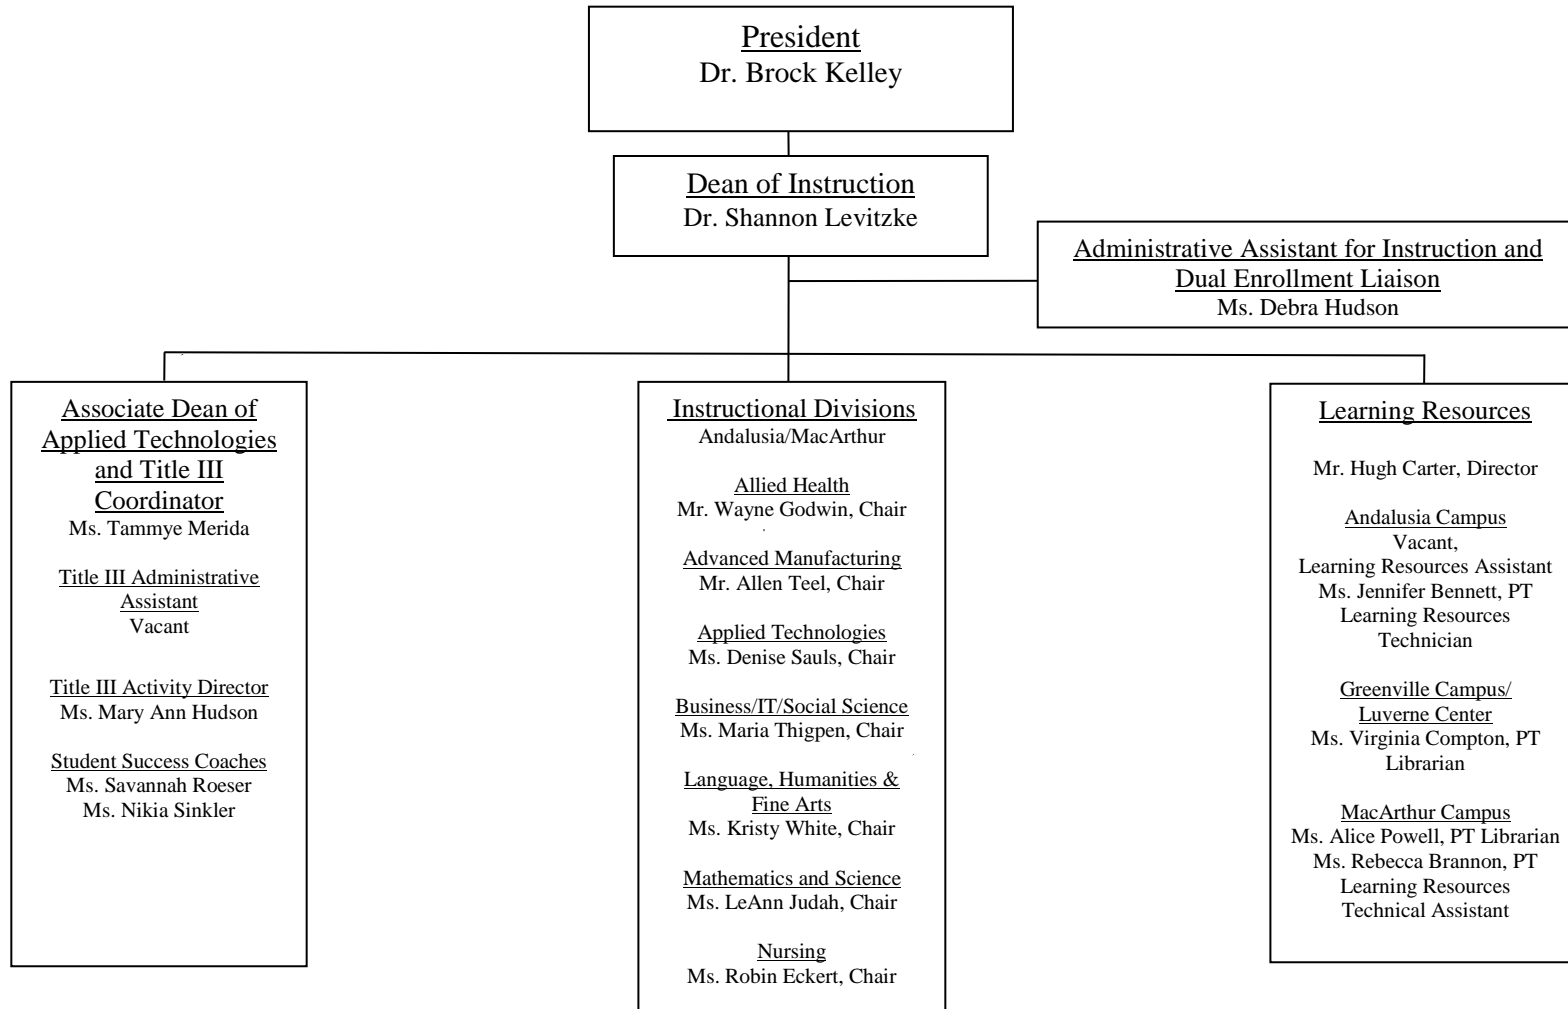 President
Dr. Brock Kelley
Dean of Instruction
Dr. Shannon Levitzke
Administrative Assistant for Instruction and
Dual Enrollment Liaison
Ms. Debra Hudson
Associate Dean of
Applied Technologies
and Title III
Coordinator
Ms. Tammye Merida
Title III Administrative
Assistant
Vacant
Title III Activity Director
Ms. Mary Ann Hudson
Student Success Coaches
Ms. Savannah Roeser
Ms. Nikia Sinkler
Instructional Divisions
Andalusia/MacArthur
Allied Health
Mr. Wayne Godwin, Chair
Advanced Manufacturing
Mr. Allen Teel, Chair
Applied Technologies
Ms. Denise Sauls, Chair
Business/IT/Social Science
Ms. Maria Thigpen, Chair
Language, Humanities &
Fine Arts
Ms. Kristy White, Chair
Mathematics and Science
Ms. LeAnn Judah, Chair
Nursing
Ms. Robin Eckert, Chair
Learning Resources
Mr. Hugh Carter, Director
Andalusia Campus
Vacant,
Learning Resources Assistant
Ms. Jennifer Bennett, PT
Learning Resources
Technician
Greenville Campus/
Luverne Center
Ms. Virginia Compton, PT
Librarian
MacArthur Campus
Ms. Alice Powell, PT Librarian
Ms. Rebecca Brannon, PT
Learning Resources
Technical Assistant